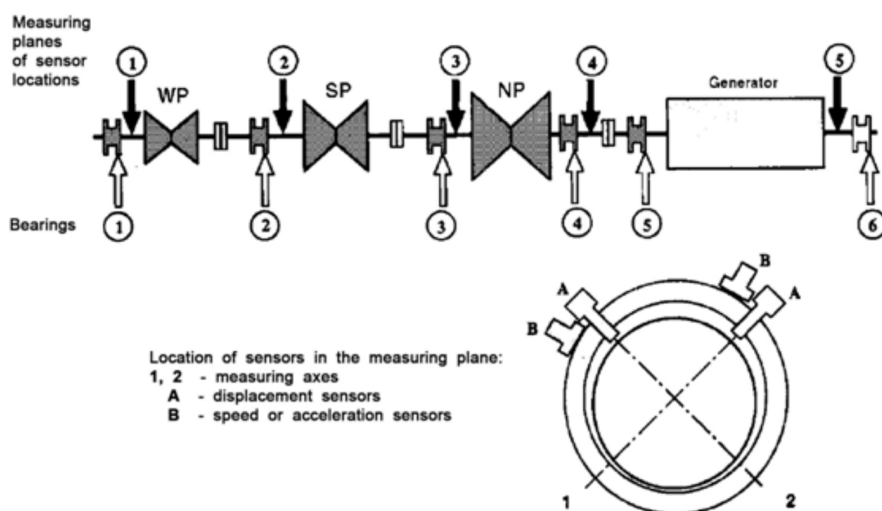 Measuring
planes
of sensor
locations
1
2
3
4
5
WP
SP
NP
Generator
Bearings
1
2
3
4
5
6
B
A
A
B
Location of sensors in the measuring plane:
1, 2 - measuring axes
A - displacement sensors
B - speed or acceleration sensors
1
2